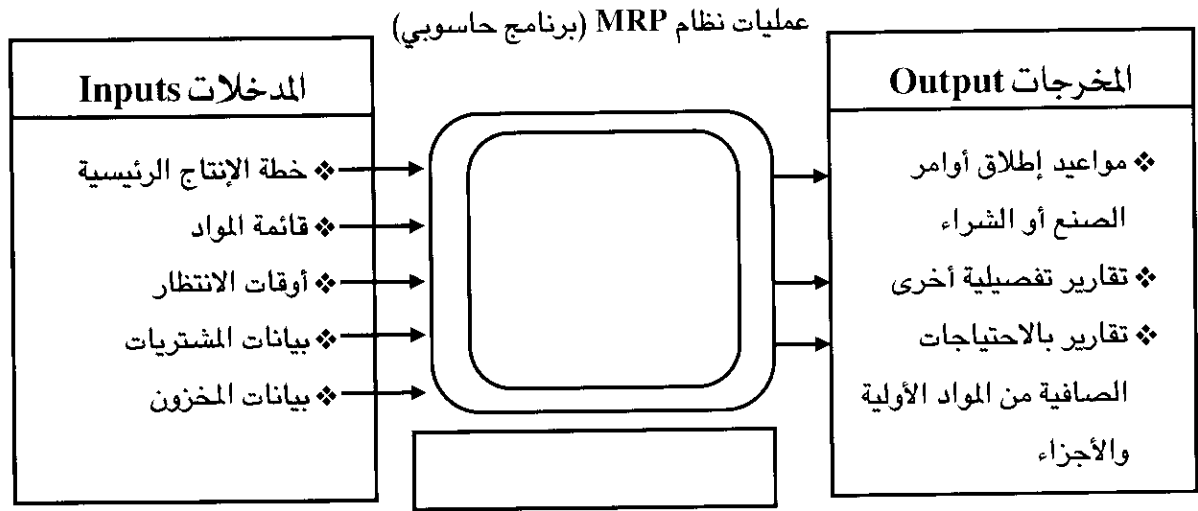 عمليات نظام MRP (برنامج حاسوبي)
المدخلات Inputs
❖ خطة الإنتاج الرئيسية
❖ قائمة المواد
❖ أوقات الانتظار
❖ بيانات المشتريات
❖ بيانات المخزون
المخرجات Output
❖ مواعيد إطلاق أوامر
الصنع أو الشراء
❖ تقارير تفصيلية أخرى
❖ تقارير بالاحتياجات
الصافية من المواد الأولية
والأجزاء